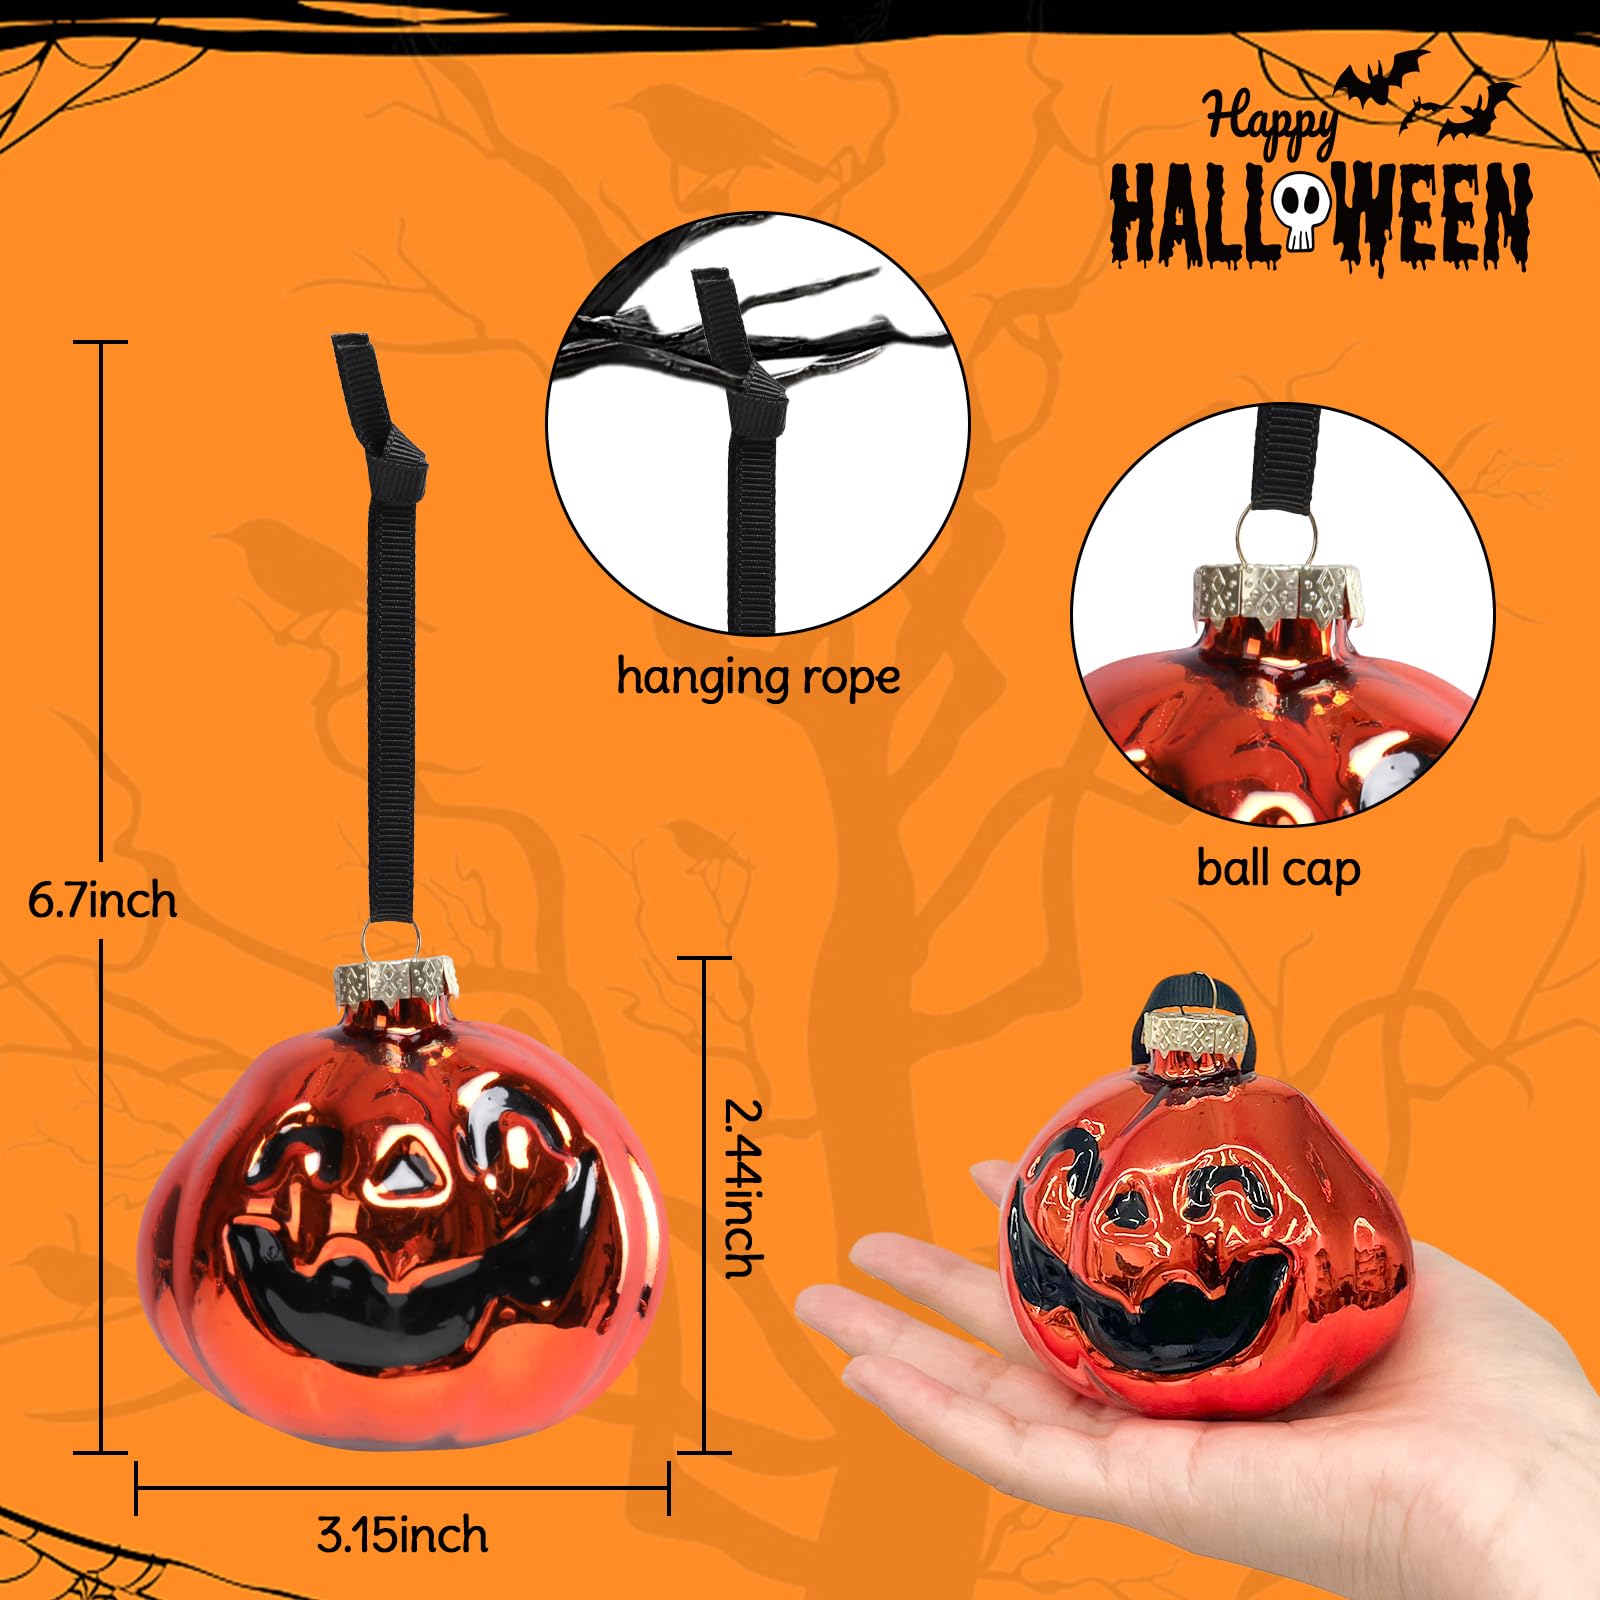 Happy
HALLOWEEN
hanging rope
ball cap
6.7inch
2.44inch
3.15inch